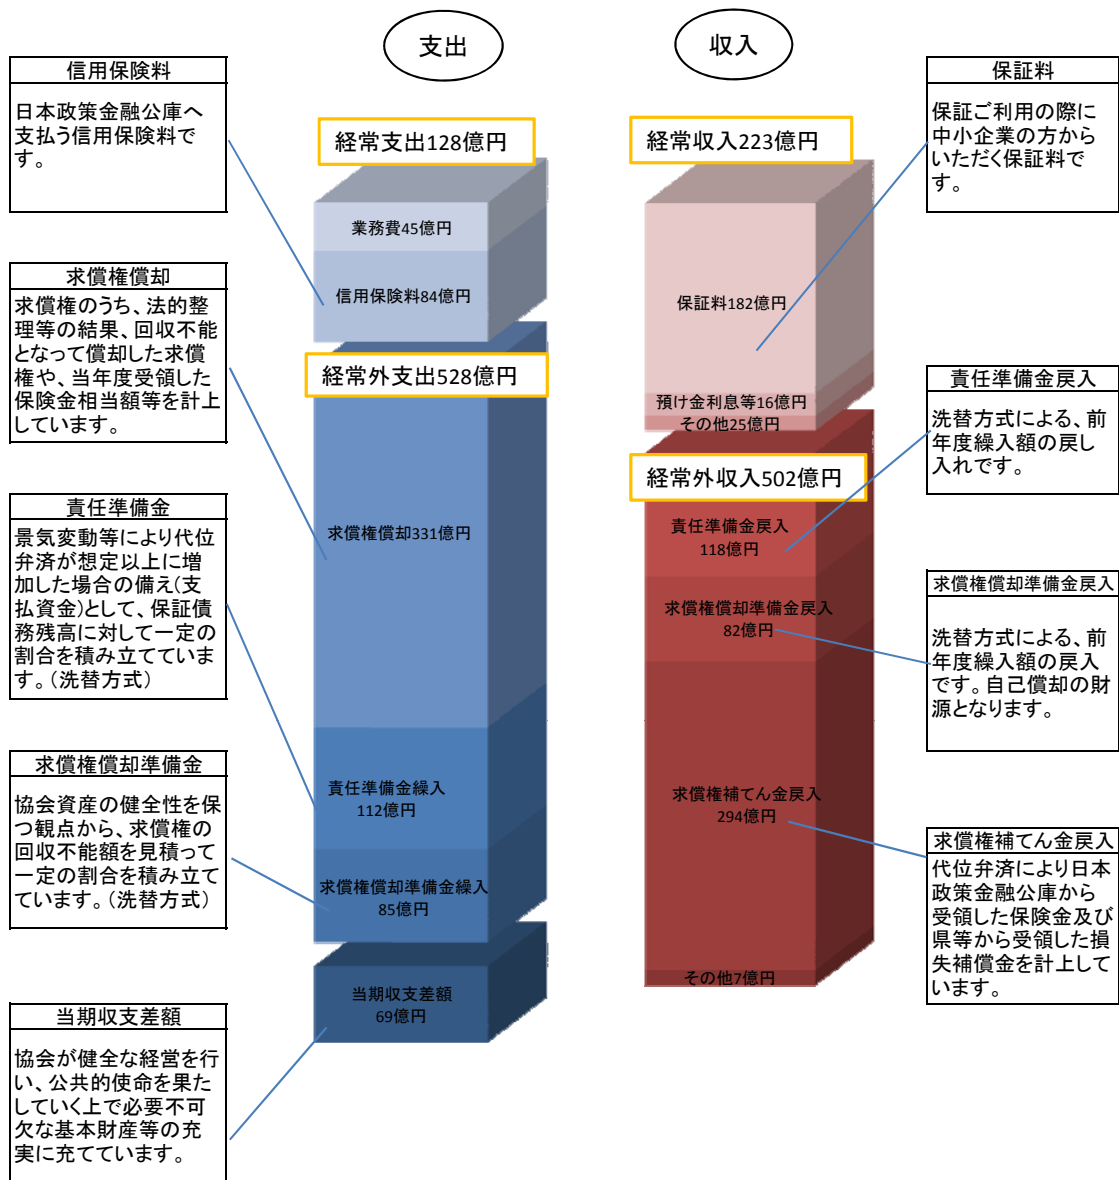 支出
収入
信用保険料
日本政策金融公庫へ
支払う信用保険料で
す。
求償権償却
求償権のうち、法的整
理等の結果、回収不能
となって償却した求償
権や、当年度受領した
保険金相当額等を計上
しています。
責任準備金
景気変動等により代位
弁済が想定以上に増
加した場合の備え(支
払資金)として、保証債
務残高に対して一定の
割合を積み立てていま
す。(洗替方式)
求償権償却準備金
協会資産の健全性を保
つ観点から、求償権の
回収不能額を見積って
一定の割合を積み立て
ています。(洗替方式)
当期収支差額
協会が健全な経営を行
い、公共的使命を果た
していく上で必要不可
欠な基本財産等の充
実に充てています。
経常支出128億円
業務費45億円
信用保険料84億円
経常外支出528億円
求償権償却331億円
責任準備金繰入
112億円
求償権償却準備金繰入
85億円
当期収支差額
69億円
経常収入223億円
保証料182億円
預け金利息等16億円
その他25億円
経常外収入502億円
責任準備金戻入
118億円
求償権償却準備金戻入
82億円
求償権補てん金戻入
294億円
その他7億円
保証料
保証ご利用の際に
中小企業の方から
いただく保証料で
す。
責任準備金戻入
洗替方式による、前
年度繰入額の戻し
入れです。
求償権償却準備金戻入
洗替方式による、前
年度繰入額の戻入
です。自己償却の財
源となります。
求償権補てん金戻入
代位弁済により日本
政策金融公庫から
受領した保険金及び
県等から受領した損
失補償金を計上して
います。